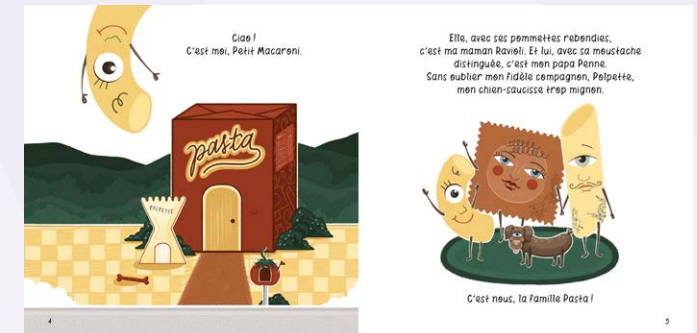 Ciao !
C'est moi, Petit Macaroni.
pasta
POLPETTE
4
Elle, avec ses pommettes rebondies,
c'est ma maman Ravioli. Et lui, avec sa moustache
distinguée, c'est mon papa Penne.
Sans oublier mon fidèle compagnon, Polpette,
mon chien-saucisse trop mignon.
C'est nous, la famille Pasta !
5